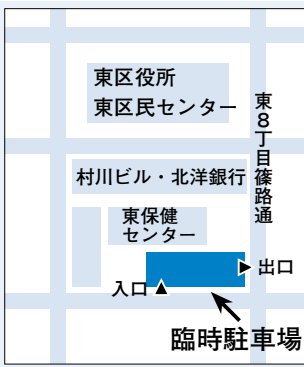 東区役所
東区民センター
東8丁目篠路通
村川ビル・北洋銀行
東保健
センター
出口
入口
臨時駐車場